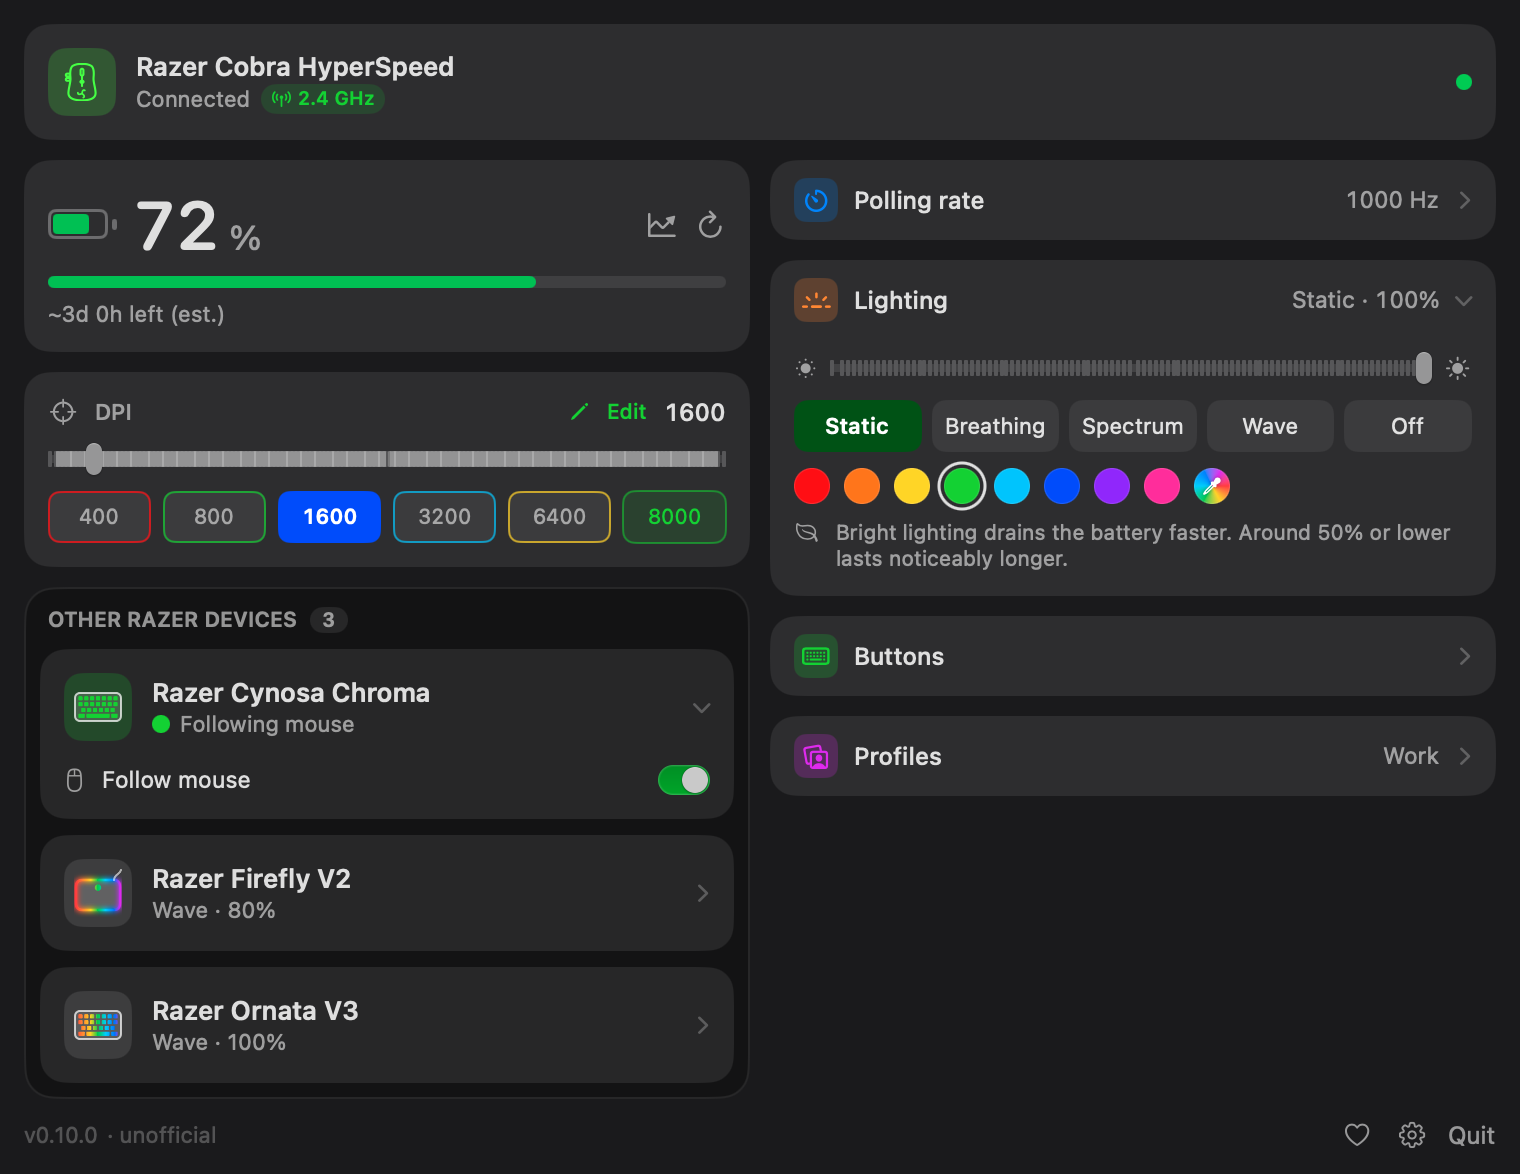 Razer Cobra HyperSpeed
Connected 2.4 GHz
72 %
~3d 0h left (est.)
DPI Edit 1600
400 800 1600 3200 6400 8000
OTHER RAZER DEVICES 3
Razer Cynosa Chroma
Following mouse
Follow mouse
Razer Firefly V2
Wave · 80%
Razer Ornata V3
Wave · 100%
Polling rate 1000 Hz
Lighting Static · 100%
Static Breathing Spectrum Wave Off
Bright lighting drains the battery faster. Around 50% or lower
lasts noticeably longer.
Buttons
Profiles Work
v0.10.0 · unofficial Quit